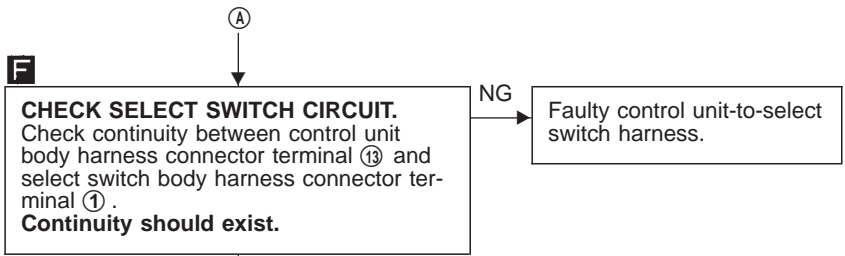 Ⓐ
F
CHECK SELECT SWITCH CIRCUIT.
Check continuity between control unit
body harness connector terminal ⑬ and
select switch body harness connector ter-
minal ① .
Continuity should exist.
NG
Faulty control unit-to-select
switch harness.